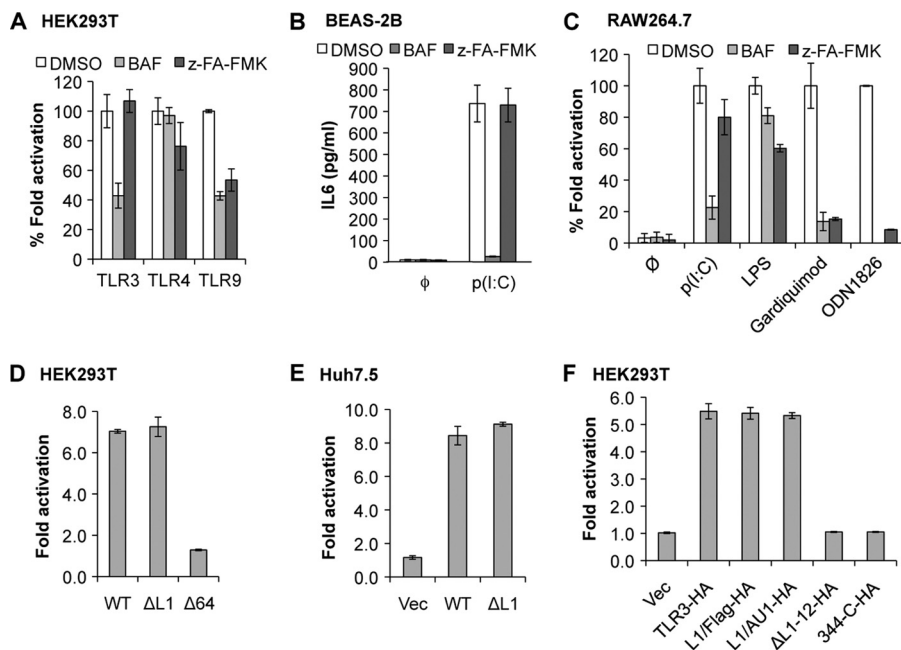 A HEK293T
DMSO BAF z-FA-FMK
% Fold activation
120
100
80
60
40
20
0
TLR3 TLR4 TLR9
B BEAS-2B
DMSO BAF z-FA-FMK
IL6 (pg/ml)
900
800
700
600
500
400
300
200
100
0
ϕ p(I:C)
C RAW264.7
DMSO BAF z-FA-FMK
% Fold activation
120
100
80
60
40
20
0
Φ p(I:C) LPS Gardiquimod ODN1826
D HEK293T
Fold activation
8.0
6.0
4.0
2.0
0.0
WT ΔL1 Δ64
E Huh7.5
Fold activation
10.0
8.0
6.0
4.0
2.0
0.0
Vec WT ΔL1
F HEK293T
Fold activation
6.0
5.0
4.0
3.0
2.0
1.0
0.0
Vec TLR3-HA L1/Flag-HA L1/AU1-HA ΔL1-12-HA 344-C-HA